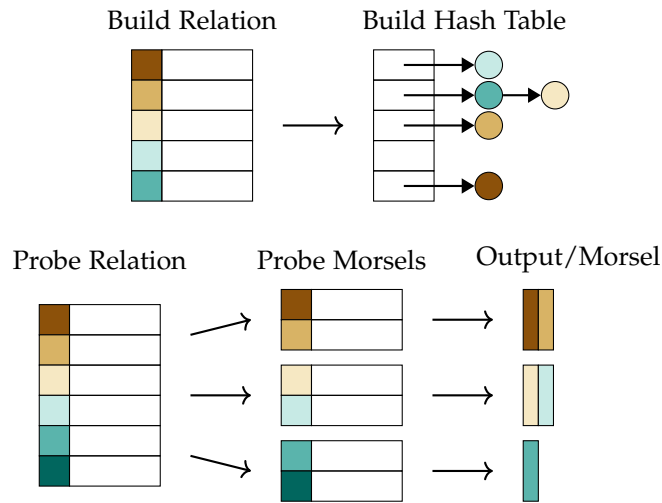 Build Relation
Build Hash Table
Probe Relation
Probe Morsels
Output/Morsel